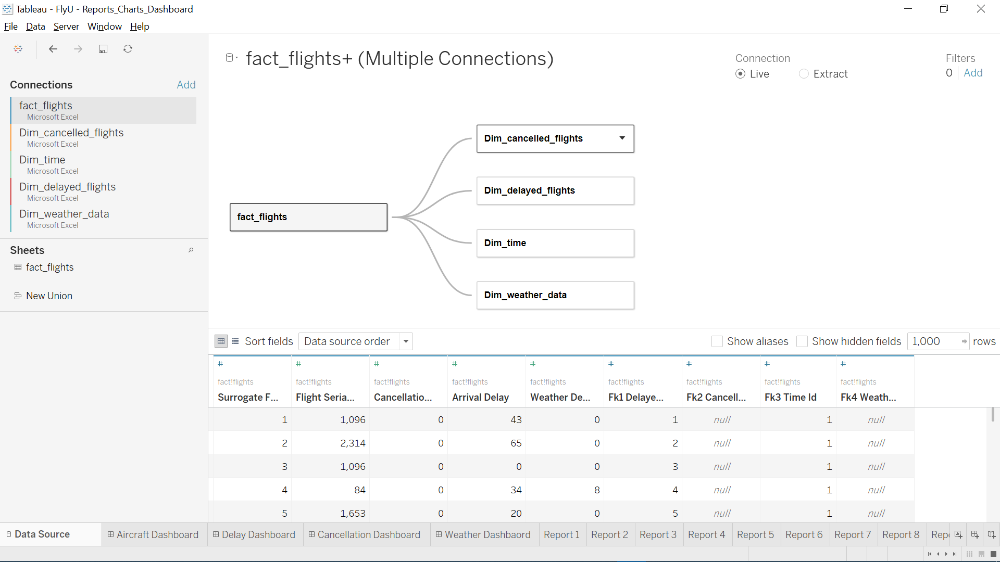 Tableau - FlyU - Reports_Charts_Dashboard
File Data Server Window Help
Connections Add
fact_flights
Microsoft Excel
Dim_cancelled_flights
Microsoft Excel
Dim_time
Microsoft Excel
Dim_delayed_flights
Microsoft Excel
Dim_weather_data
Microsoft Excel
Sheets
fact_flights
New Union
fact_flights+ (Multiple Connections)
Connection
Live Extract
Filters
0 Add
fact_flights
Dim_cancelled_flights
Dim_delayed_flights
Dim_time
Dim_weather_data
Sort fields Data source order Show aliases Show hidden fields 1,000 rows
# # # # # # # # #
fact!flights fact!flights fact!flights fact!flights fact!flights fact!flights fact!flights fact!flights fact!flights
Surrogate F... Flight Seria... Cancellatio... Arrival Delay Weather De... Fk1 Delaye... Fk2 Cancell... Fk3 Time Id Fk4 Weath...
1 1,096 0 43 0 1 null 1 null
2 2,314 0 65 0 2 null 1 null
3 1,096 0 0 0 3 null 1 null
4 84 0 34 8 4 null 1 null
5 1,653 0 20 0 5 null 1 null
Data Source Aircraft Dashboard Delay Dashboard Cancellation Dashboard Weather Dashbaord Report 1 Report 2 Report 3 Report 4 Report 5 Report 6 Report 7 Report 8 Rep